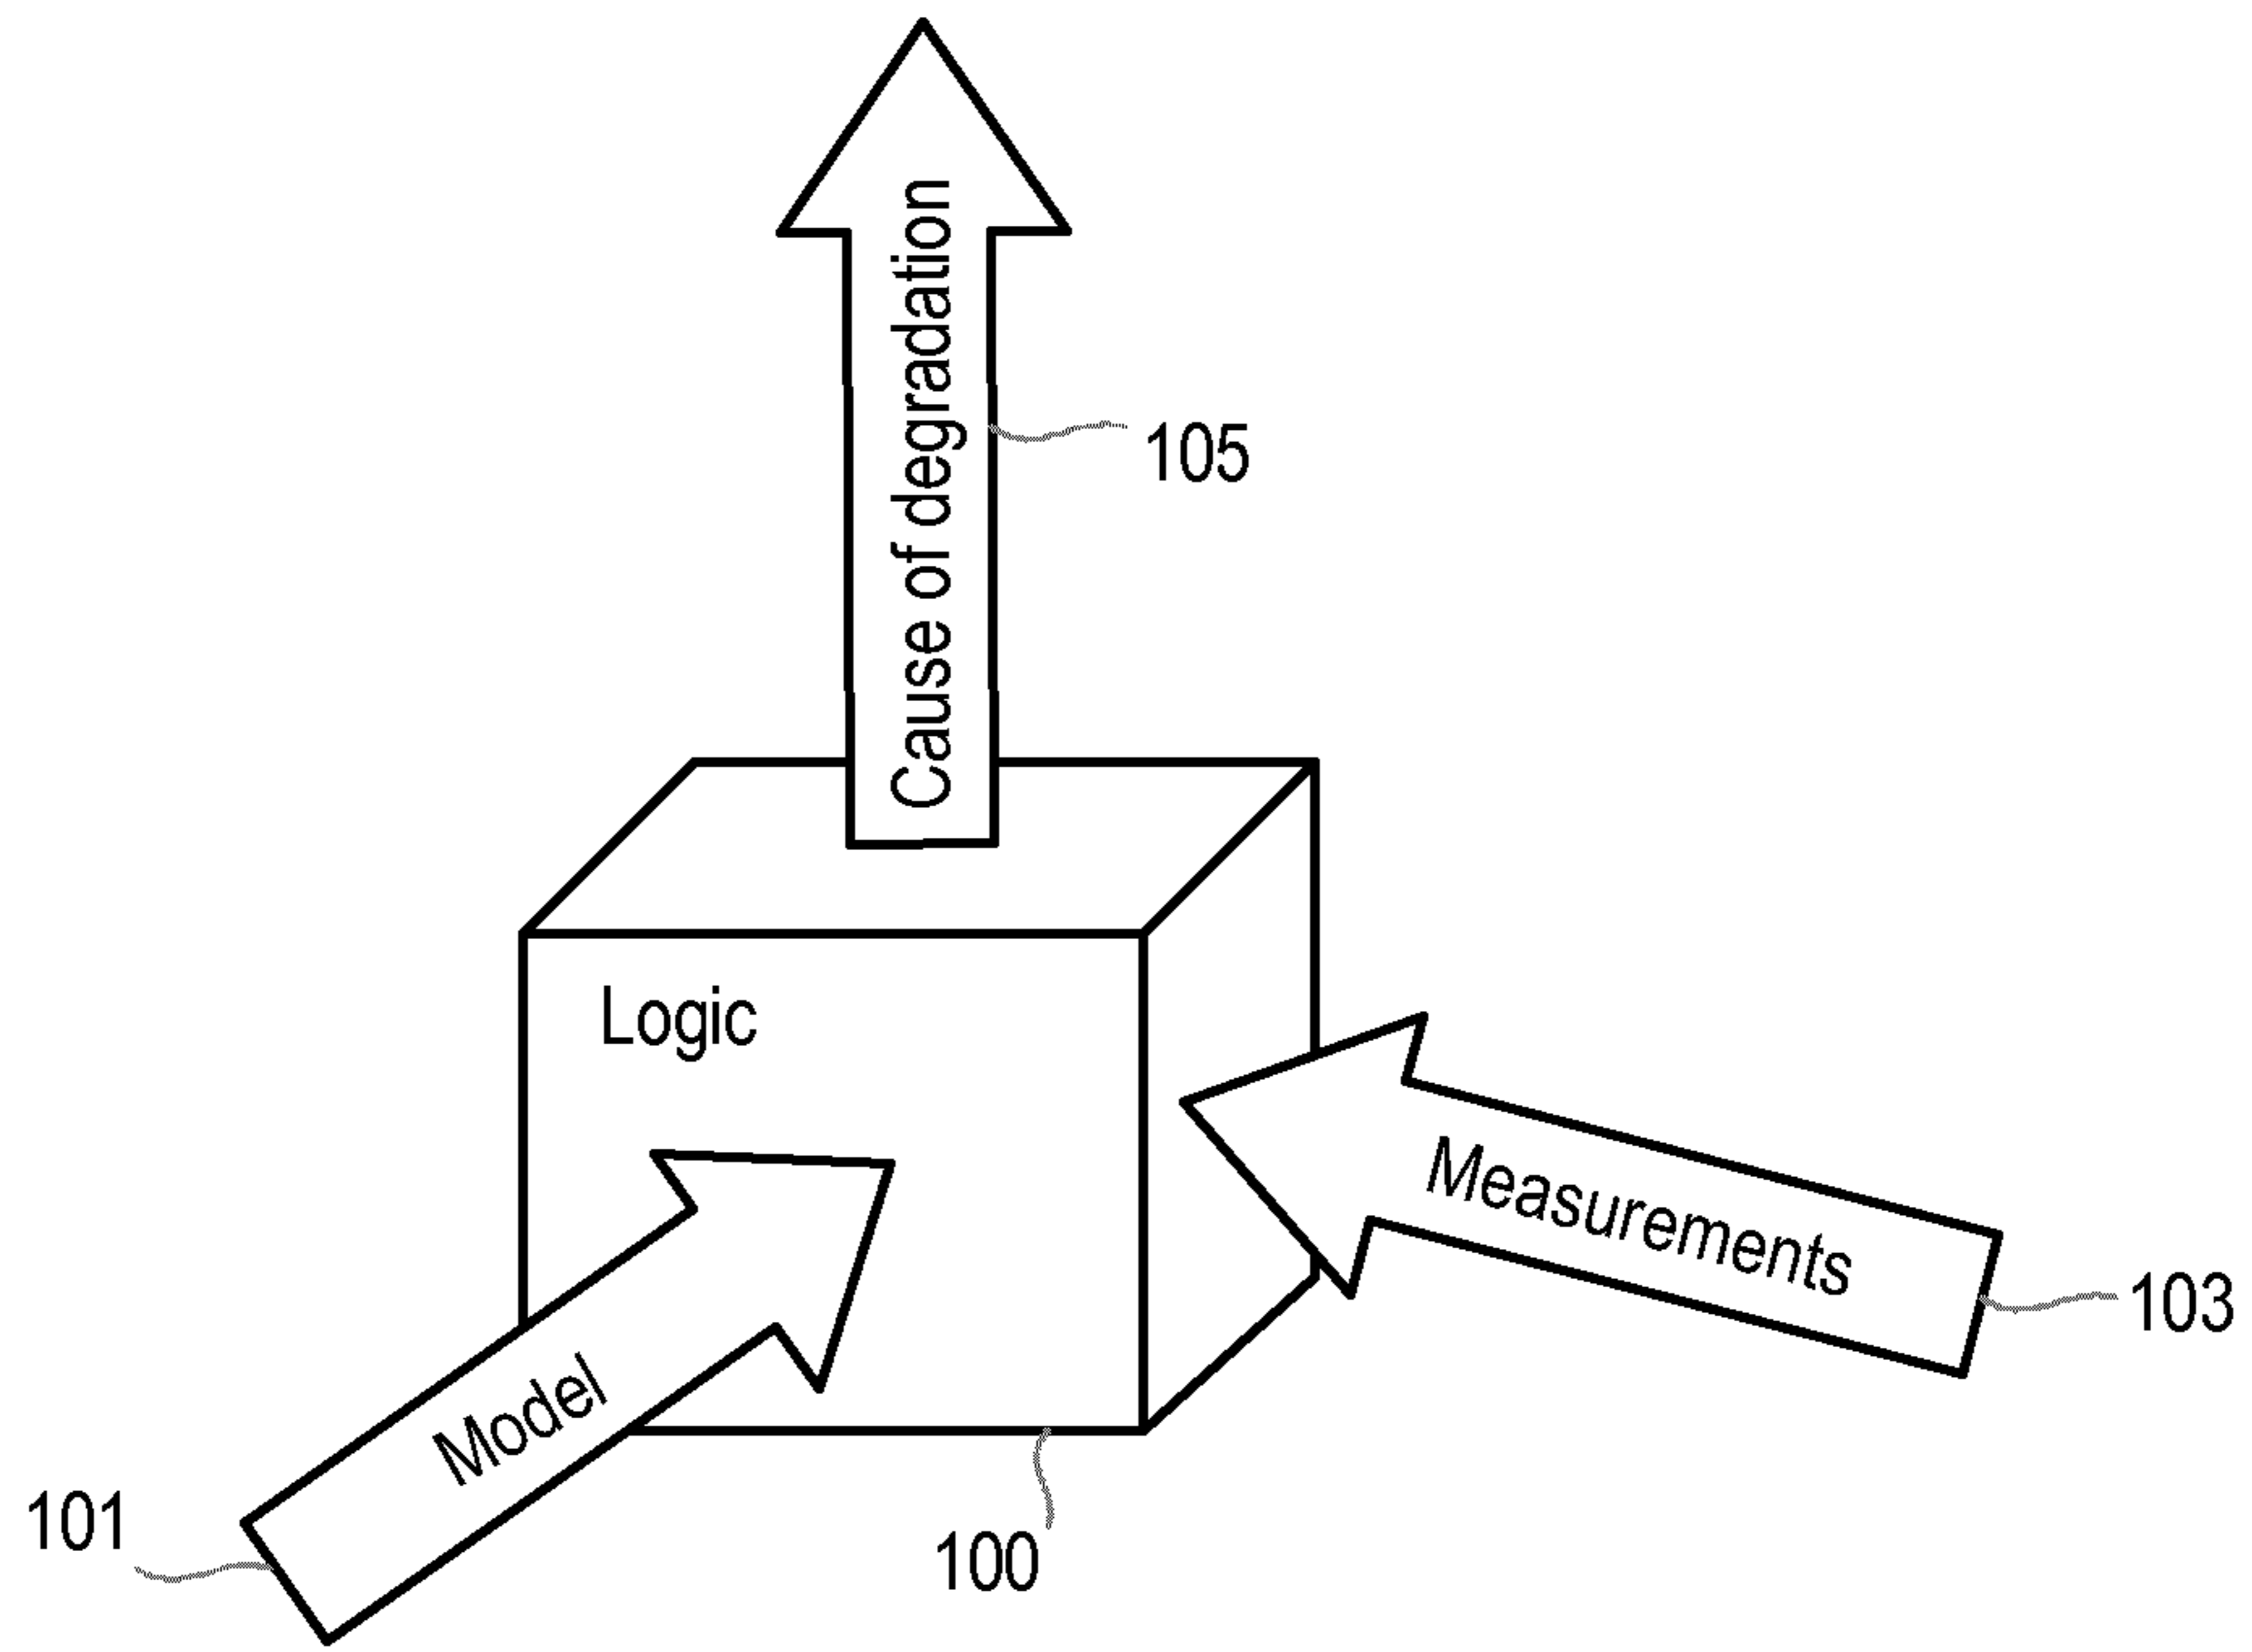 Cause of degradation
105
Logic
Measurements
103
Model
101
100